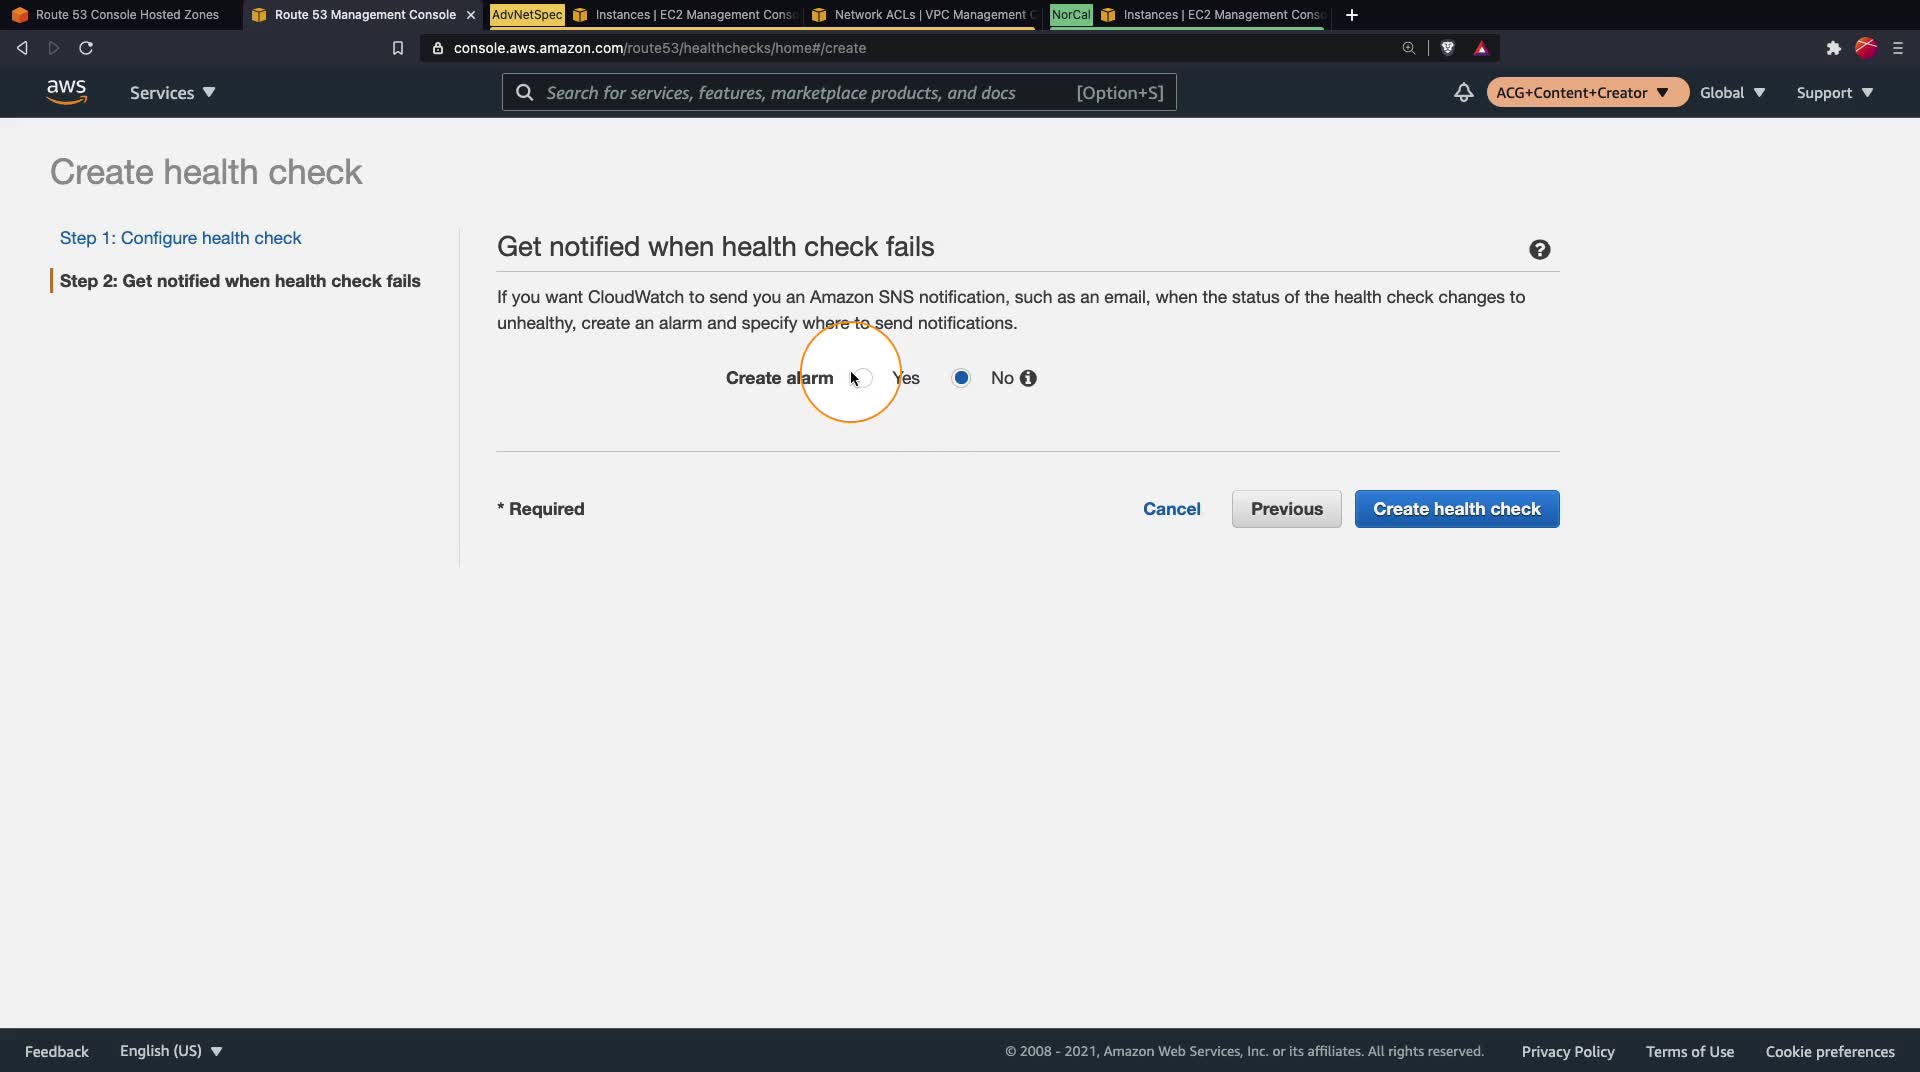 Route 53 Console Hosted Zones
Route 53 Management Console
AdvNetSpec
Instances | EC2 Management Conso
Network ACLs | VPC Management C
NorCal
Instances | EC2 Management Conso
console.aws.amazon.com/route53/healthchecks/home#/create
aws
Services
Search for services, features, marketplace products, and docs
[Option+S]
ACG+Content+Creator
Global
Support
Create health check
Step 1: Configure health check
Step 2: Get notified when health check fails
Get notified when health check fails
If you want CloudWatch to send you an Amazon SNS notification, such as an email, when the status of the health check changes to
unhealthy, create an alarm and specify where to send notifications.
Create alarm
Yes
No
* Required
Cancel
Previous
Create health check
Feedback
English (US)
© 2008 - 2021, Amazon Web Services, Inc. or its affiliates. All rights reserved.
Privacy Policy
Terms of Use
Cookie preferences